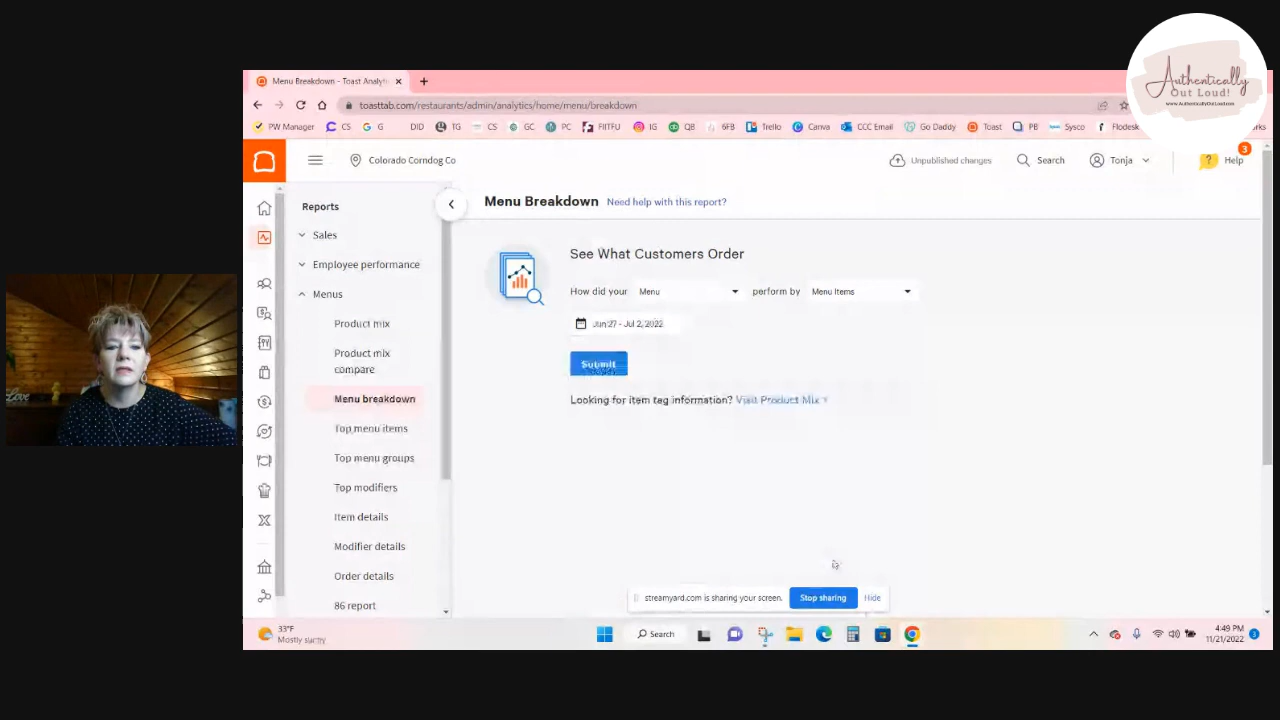 Authentically
OUT LOUD!
www.AuthenticallyOutLoud.com
Menu Breakdown - Toast Analyti
toasttab.com/restaurants/admin/analytics/home/menu/breakdown
PW Manager CS G DID TG CS GC PC FIITFU IG QB 6FB Trello Canva CCC Email Go Daddy Toast PB Sysco Flodesk
Colorado Corndog Co Unpublished changes Search Tonja Help 3
Reports
Sales
Employee performance
Menus
Product mix
Product mix
compare
Menu breakdown
Top menu items
Top menu groups
Top modifiers
Item details
Modifier details
Order details
86 report
Menu Breakdown Need help with this report?
See What Customers Order
How did your Menu perform by Menu Items
Jun 27 - Jul 2, 2022
Submit
Looking for item tag information? Visit Product Mix
streamyard.com is sharing your screen. Stop sharing Hide
33°F
Mostly sunny
Search
4:49 PM
11/21/2022
3